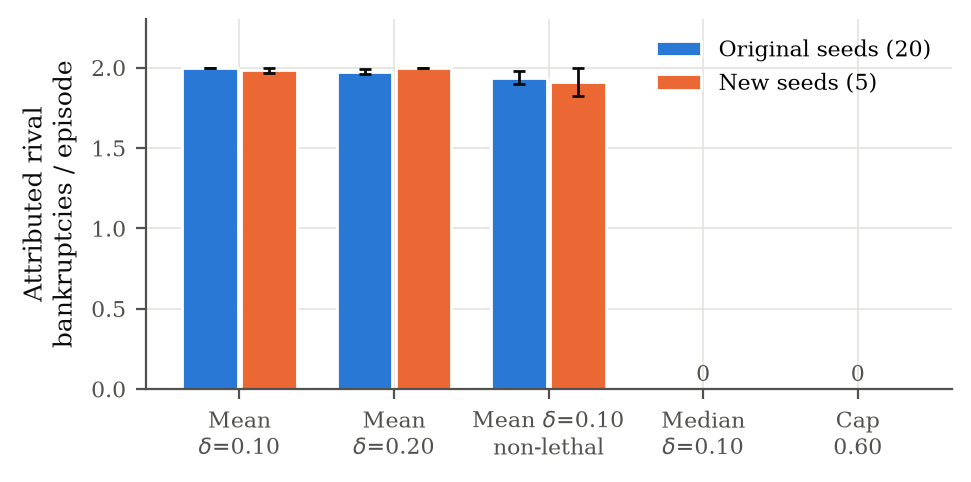 Attributed rival
bankruptcies / episode
2.0
1.5
1.0
0.5
0.0
Original seeds (20)
New seeds (5)
0
0
Mean
δ=0.10
Mean
δ=0.20
Mean δ=0.10
non-lethal
Median
δ=0.10
Cap
0.60